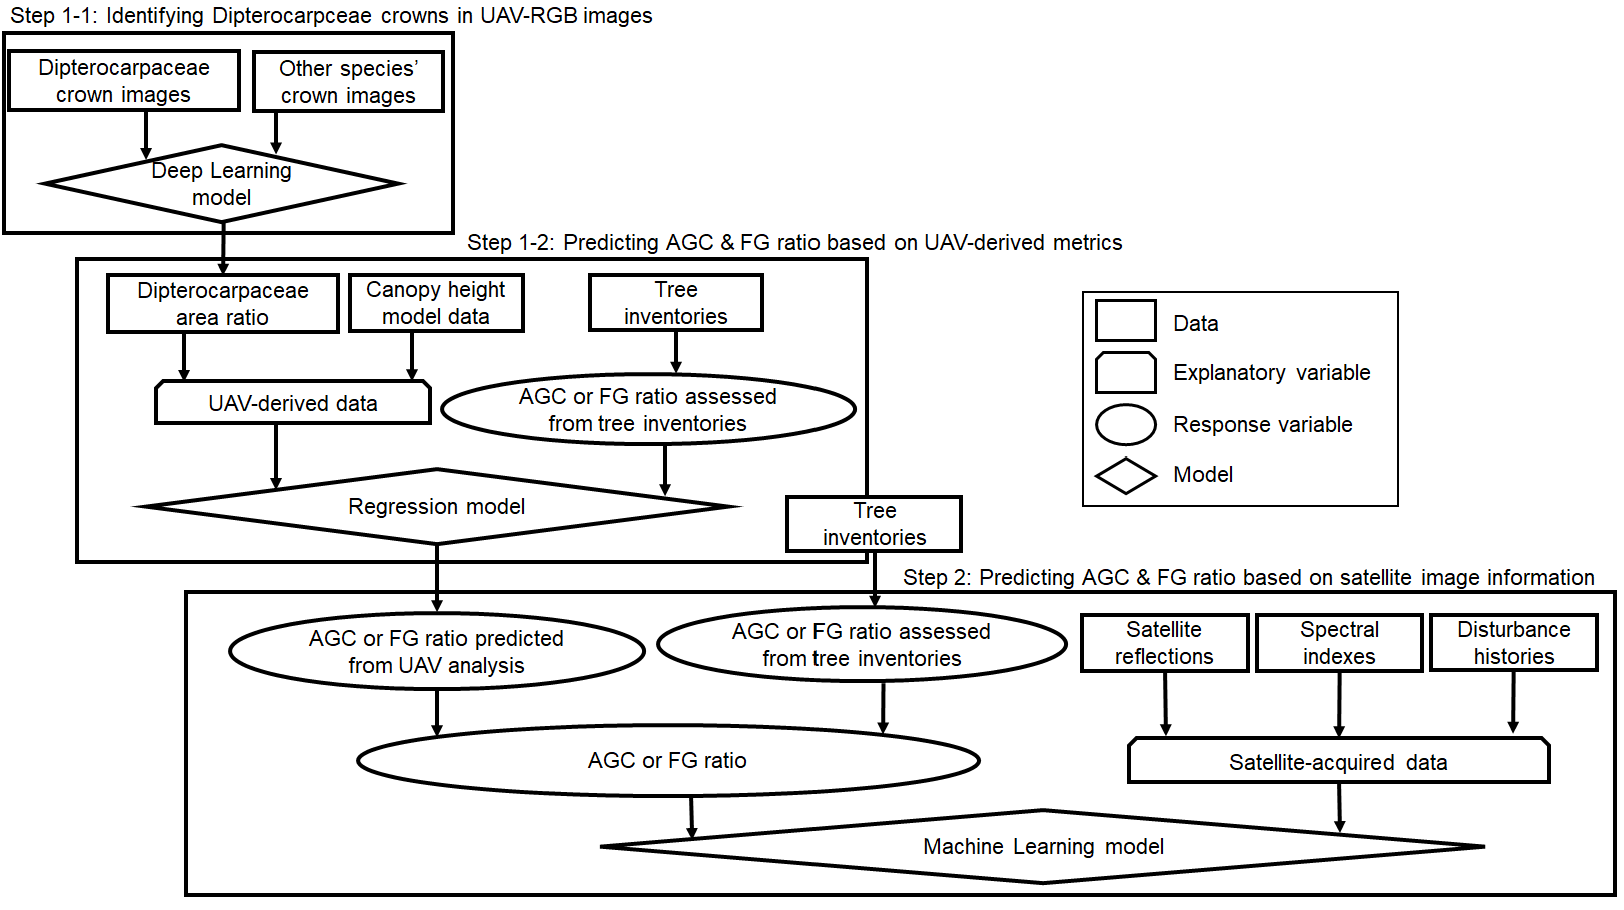 Step 1-1: Identifying Dipterocarpceae crowns in UAV-RGB images
Dipterocarpaceae
crown images
Other species'
crown images
Deep Learning
model
Step 1-2: Predicting AGC & FG ratio based on UAV-derived metrics
Dipterocarpaceae
area ratio
Canopy height
model data
Tree
inventories
UAV-derived data
AGC or FG ratio assessed
from tree inventories
Regression model
Data
Explanatory variable
Response variable
Model
Tree
inventories
Step 2: Predicting AGC & FG ratio based on satellite image information
AGC or FG ratio predicted
from UAV analysis
AGC or FG ratio assessed
from tree inventories
Satellite
reflections
Spectral
indexes
Disturbance
histories
AGC or FG ratio
Satellite-acquired data
Machine Learning model